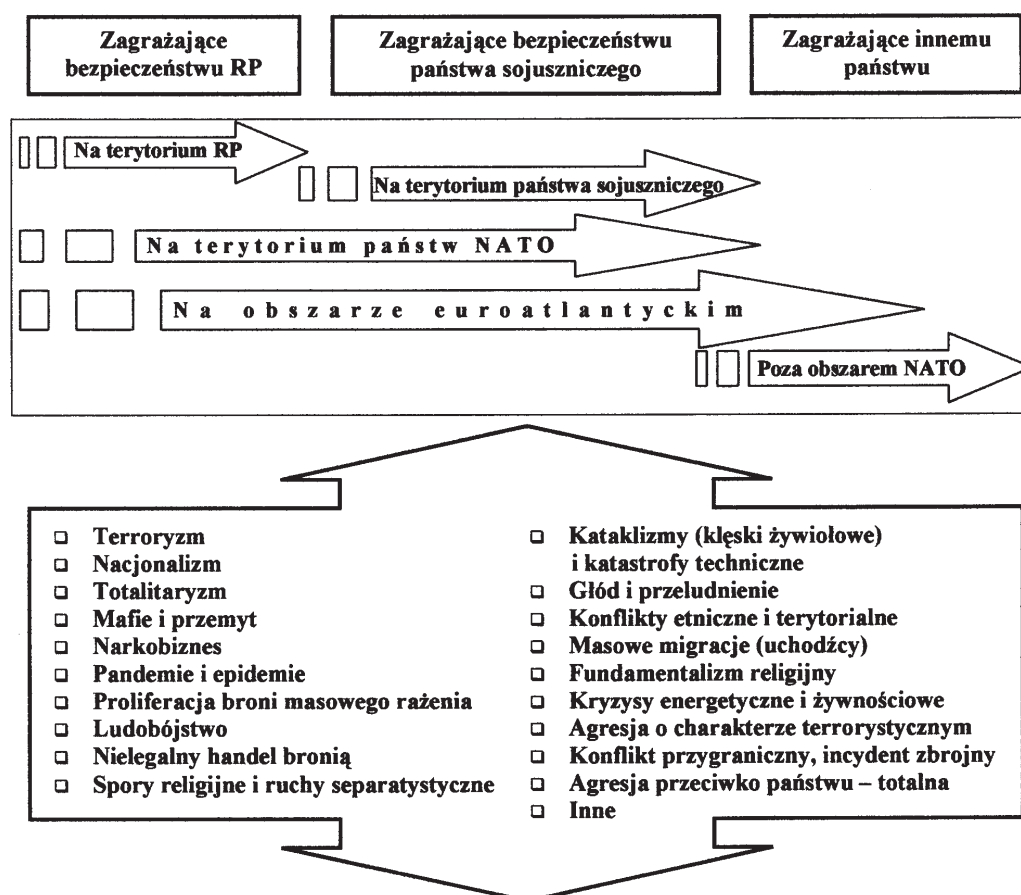 Zagrażające
bezpieczeństwu RP
Zagrażające bezpieczeństwu
państwa sojuszniczego
Zagrażające innemu
państwu
Na terytorium RP
Na terytorium państwa sojuszniczego
Na terytorium państw NATO
Na obszarze euroatlantyckim
Poza obszarem NATO
❑ Terroryzm
❑ Nacjonalizm
❑ Totalitaryzm
❑ Mafie i przemyt
❑ Narkobiznes
❑ Pandemie i epidemie
❑ Proliferacja broni masowego rażenia
❑ Ludobójstwo
❑ Nielegalny handel bronią
❑ Spory religijne i ruchy separatystyczne
❑ Kataklizmy (klęski żywiołowe)
i katastrofy techniczne
❑ Głód i przeludnienie
❑ Konflikty etniczne i terytorialne
❑ Masowe migracje (uchodźcy)
❑ Fundamentalizm religijny
❑ Kryzysy energetyczne i żywnościowe
❑ Agresja o charakterze terrorystycznym
❑ Konflikt przygraniczny, incydent zbrojny
❑ Agresja przeciwko państwu – totalna
❑ Inne